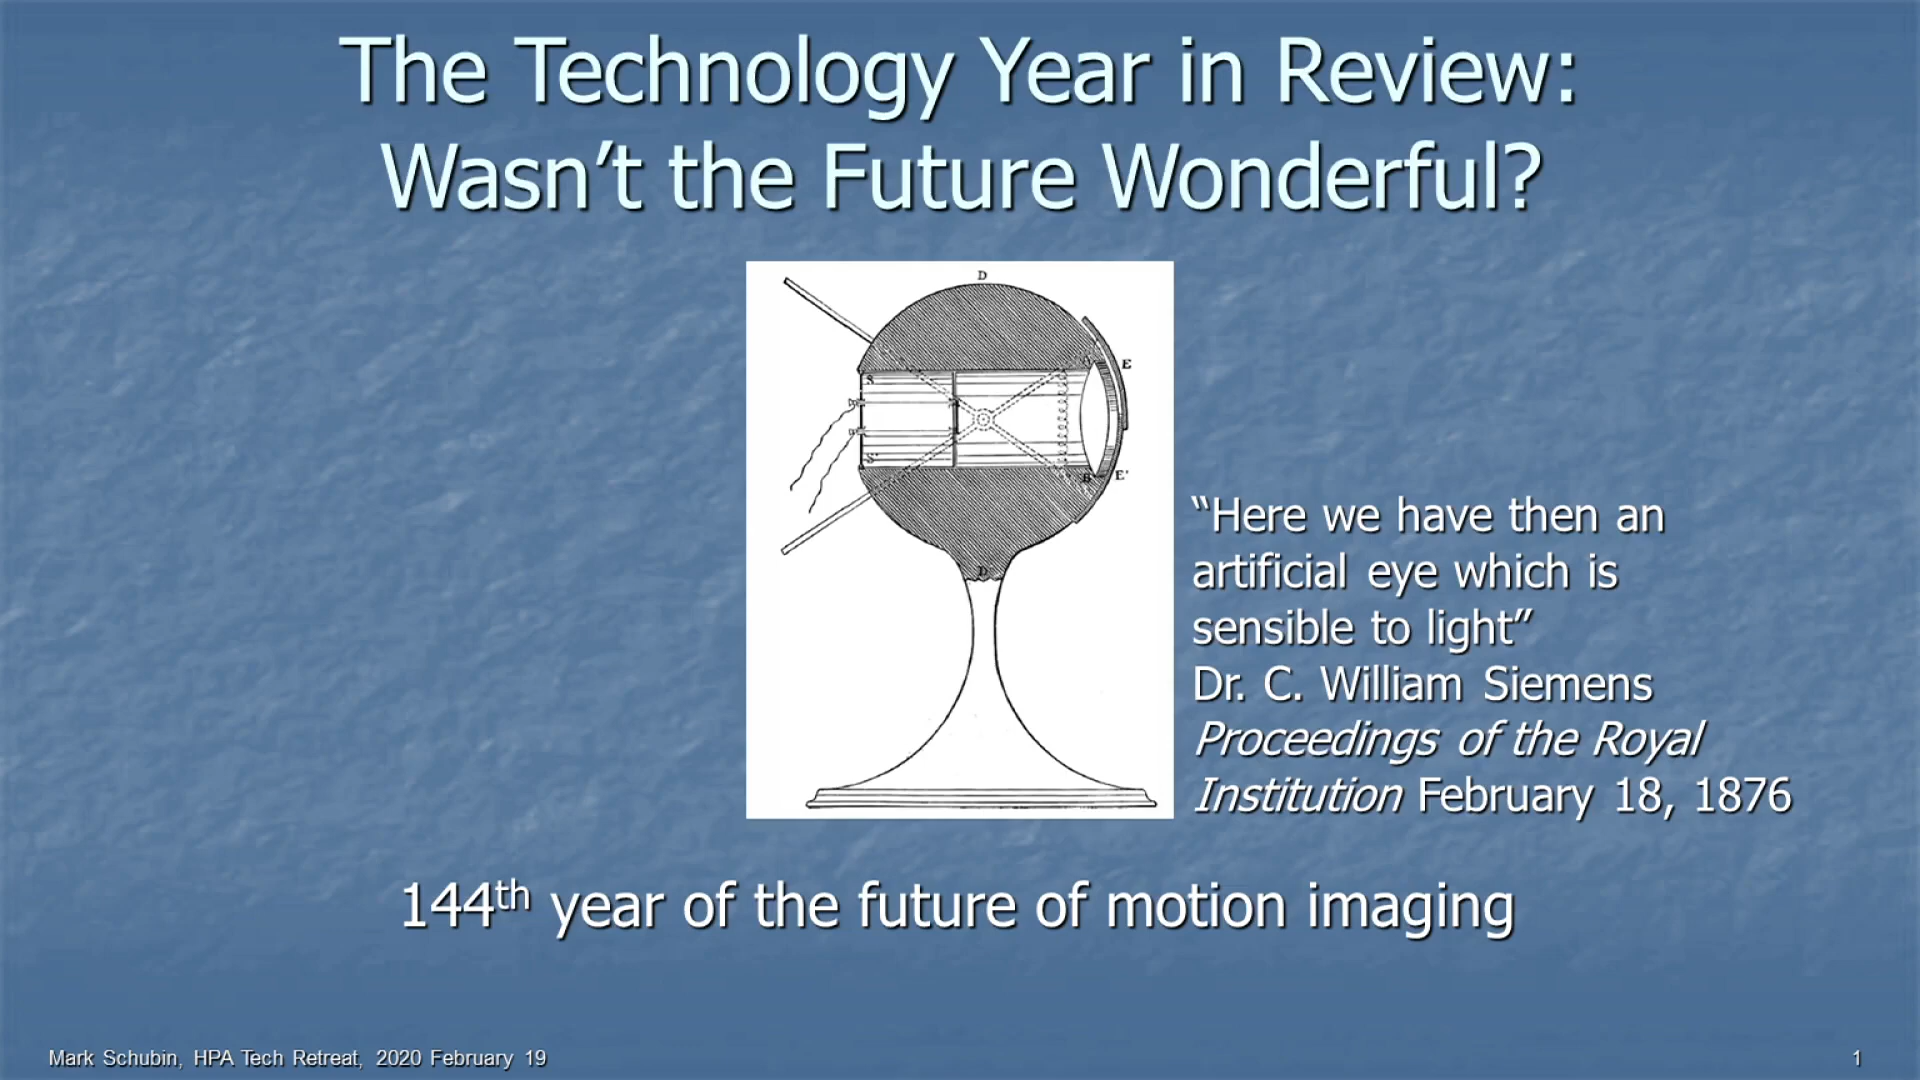 The Technology Year in Review:
Wasn’t the Future Wonderful?
D
E
S
S'
B
E'
D
“Here we have then an
artificial eye which is
sensible to light”
Dr. C. William Siemens
Proceedings of the Royal
Institution February 18, 1876
144th year of the future of motion imaging
Mark Schubin, HPA Tech Retreat, 2020 February 19
1